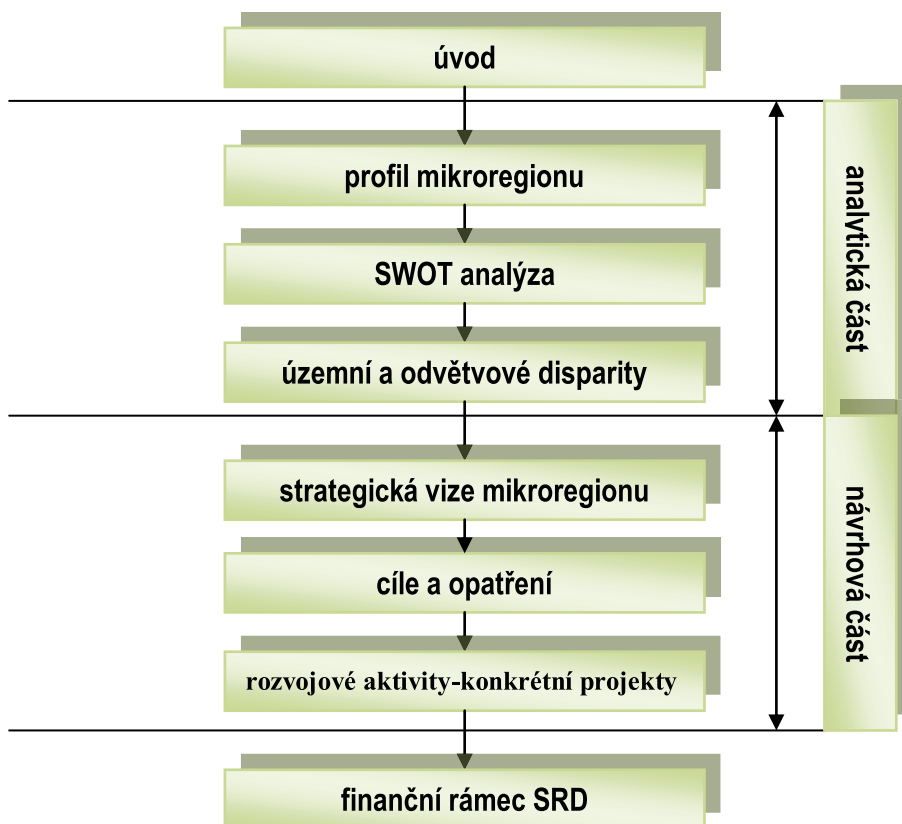 úvod
profil mikroregionu
SWOT analýza
územní a odvětvové disparity
analytická část
strategická vize mikroregionu
cíle a opatření
rozvojové aktivity-konkrétní projekty
návrhová část
finanční rámec SRD